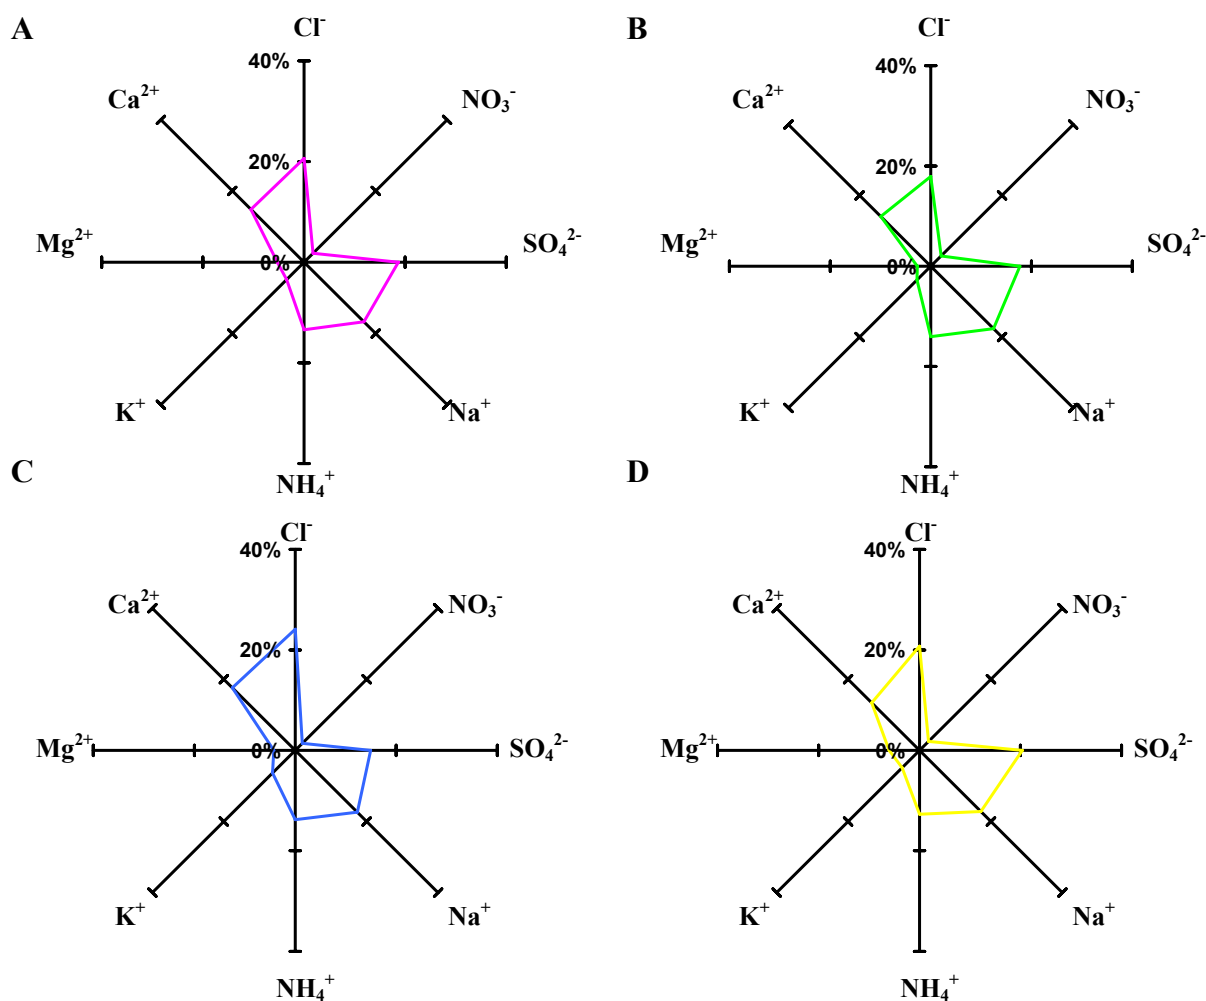 A
Cl⁻
40%
Ca²⁺
NO₃⁻
20%
Mg²⁺
0%
SO₄²⁻
K⁺
Na⁺
NH₄⁺
B
Cl⁻
40%
Ca²⁺
NO₃⁻
20%
Mg²⁺
0%
SO₄²⁻
K⁺
Na⁺
NH₄⁺
C
Cl⁻
40%
Ca²⁺
NO₃⁻
20%
Mg²⁺
0%
SO₄²⁻
K⁺
Na⁺
NH₄⁺
D
Cl⁻
40%
Ca²⁺
NO₃⁻
20%
Mg²⁺
0%
SO₄²⁻
K⁺
Na⁺
NH₄⁺